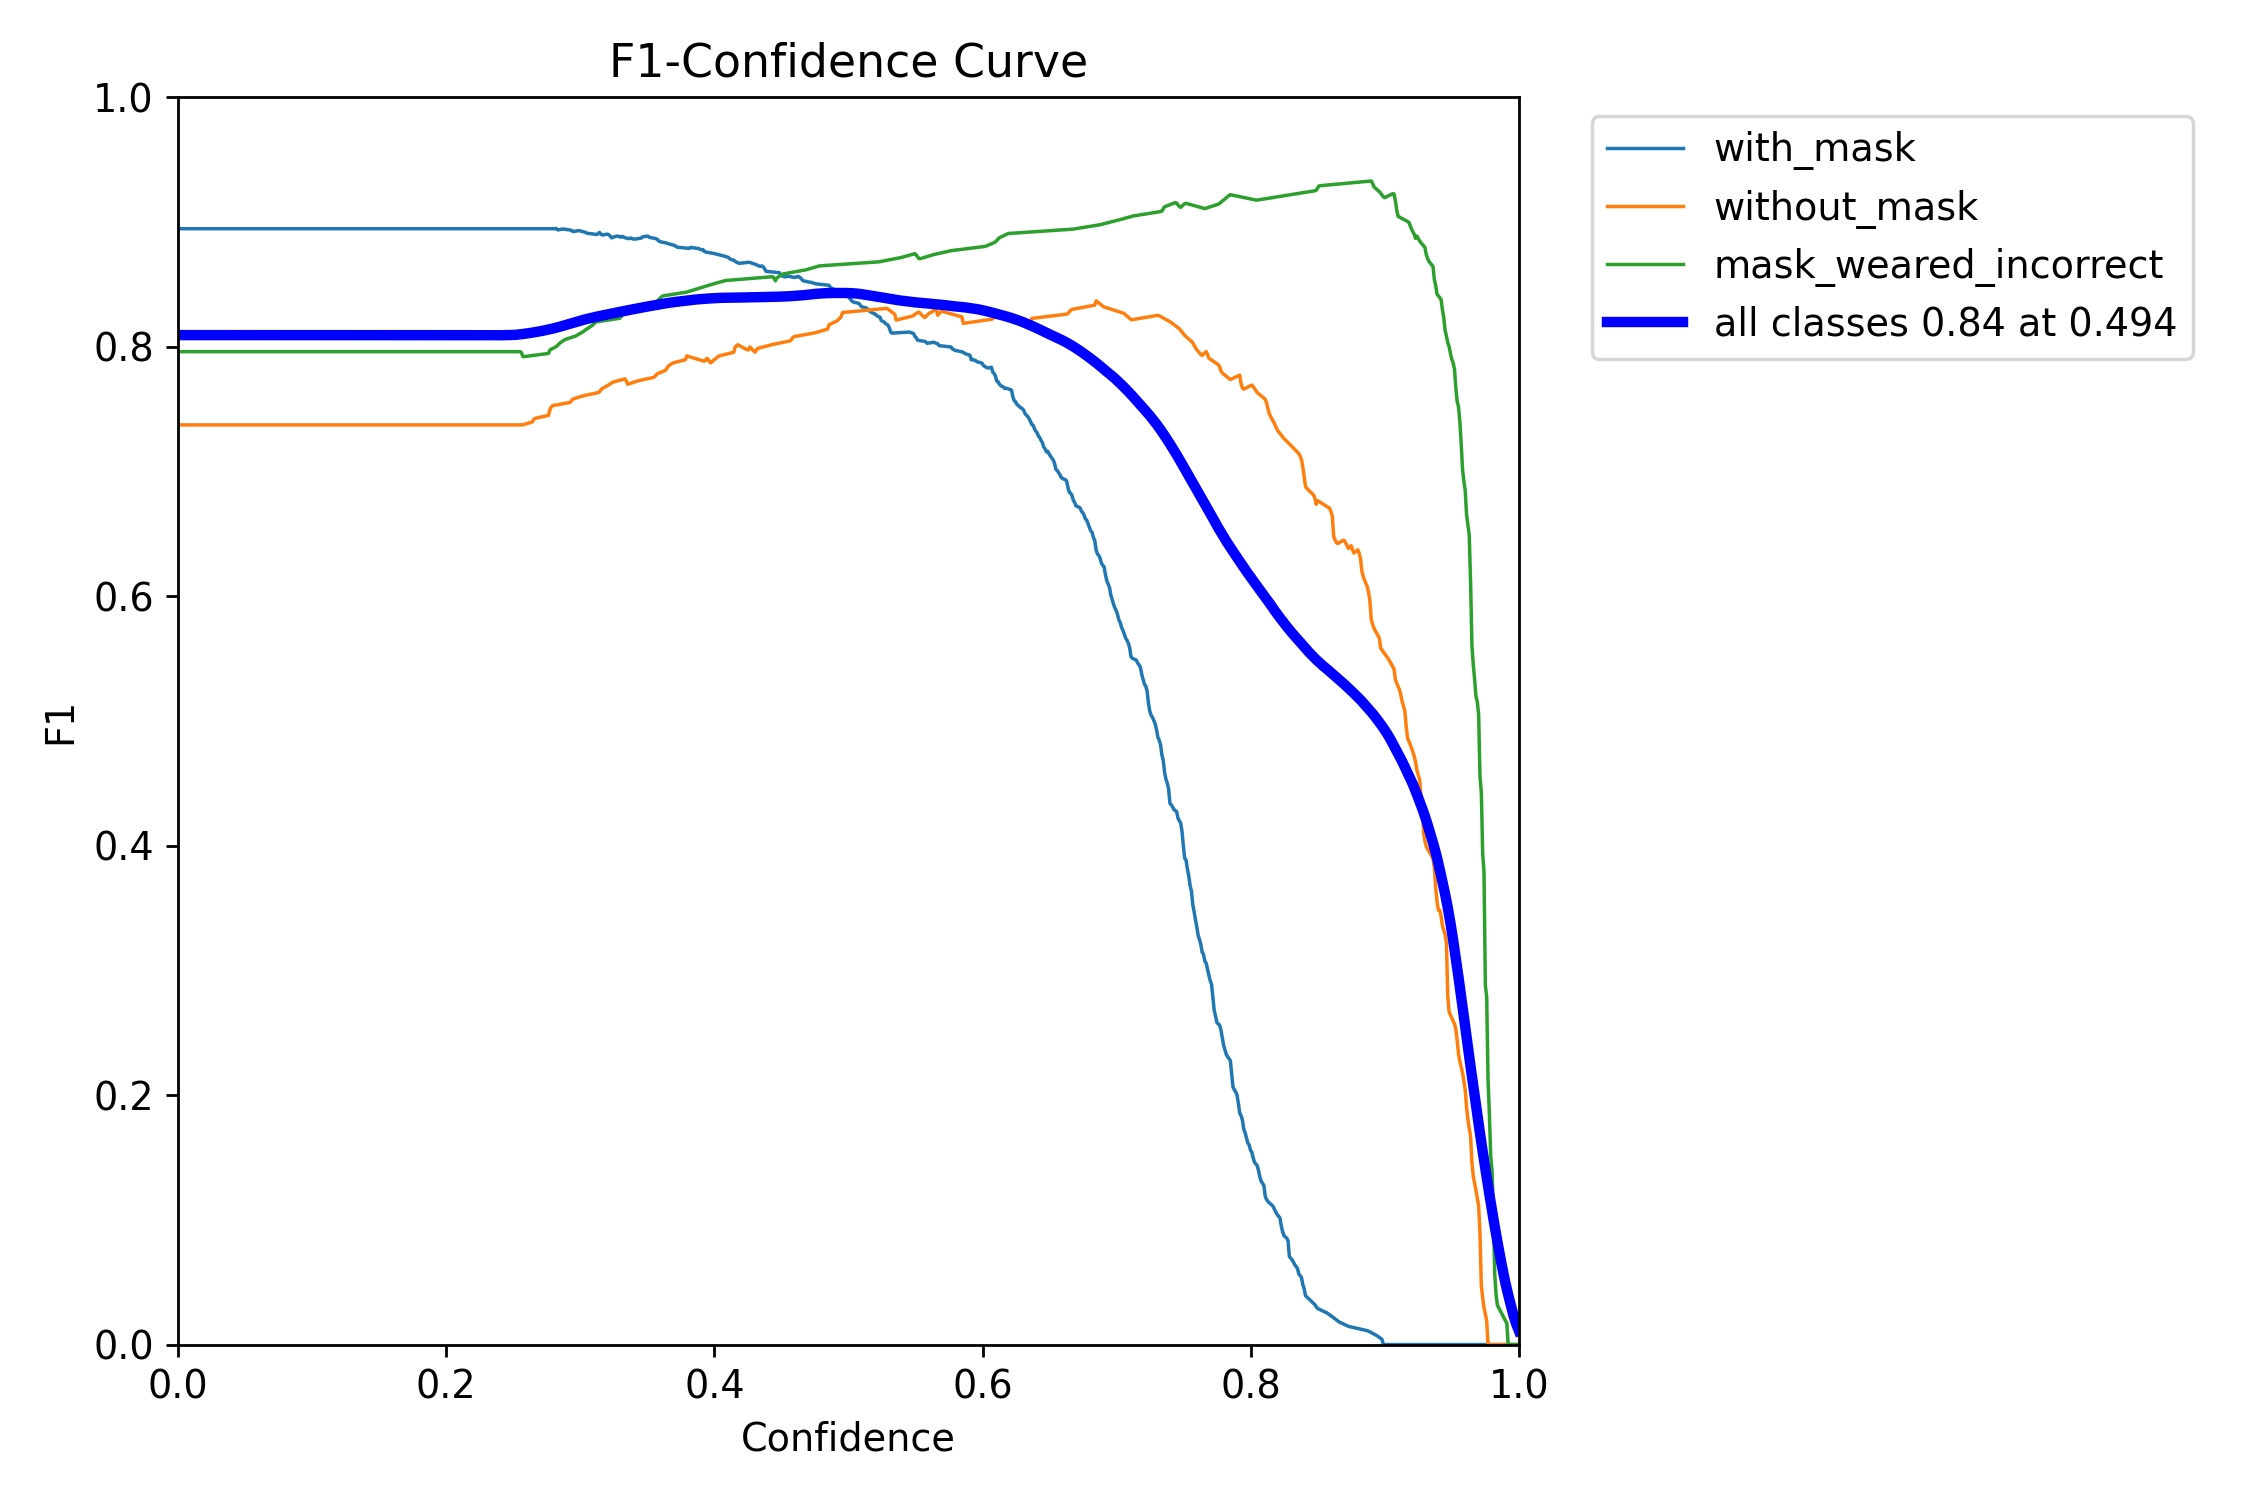 F1-Confidence Curve
1.0
0.8
0.6
0.4
0.2
0.0
F1
0.0 0.2 0.4 0.6 0.8 1.0
Confidence
with_mask
without_mask
mask_weared_incorrect
all classes 0.84 at 0.494